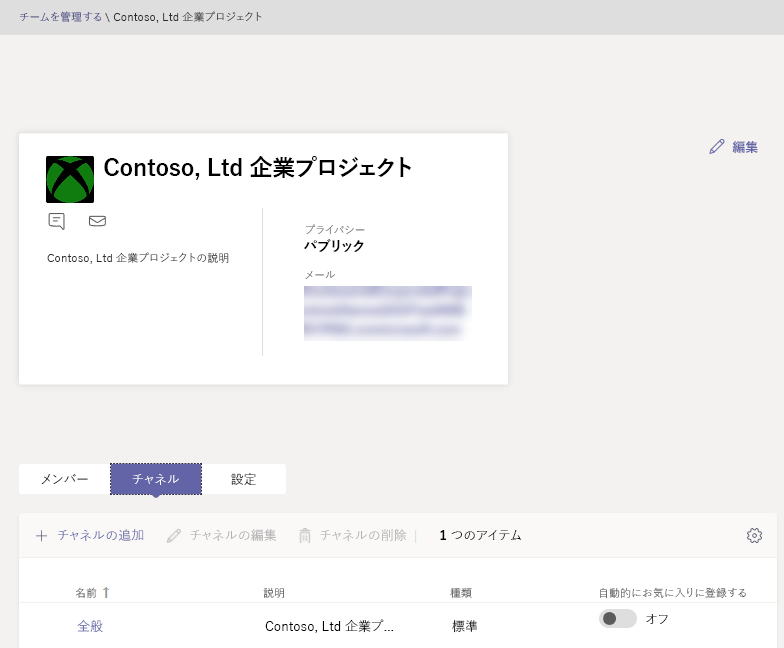 チームを管理する \ Contoso, Ltd 企業プロジェクト
編集
Contoso, Ltd 企業プロジェクト
Contoso, Ltd 企業プロジェクトの説明
プライバシー
パブリック
メール
メンバー チャネル 設定
チャネルの追加 チャネルの編集 チャネルの削除 1 つのアイテム
名前 ↑ 説明 種類 自動的にお気に入りに登録する
全般 Contoso, Ltd 企業プ... 標準 オフ